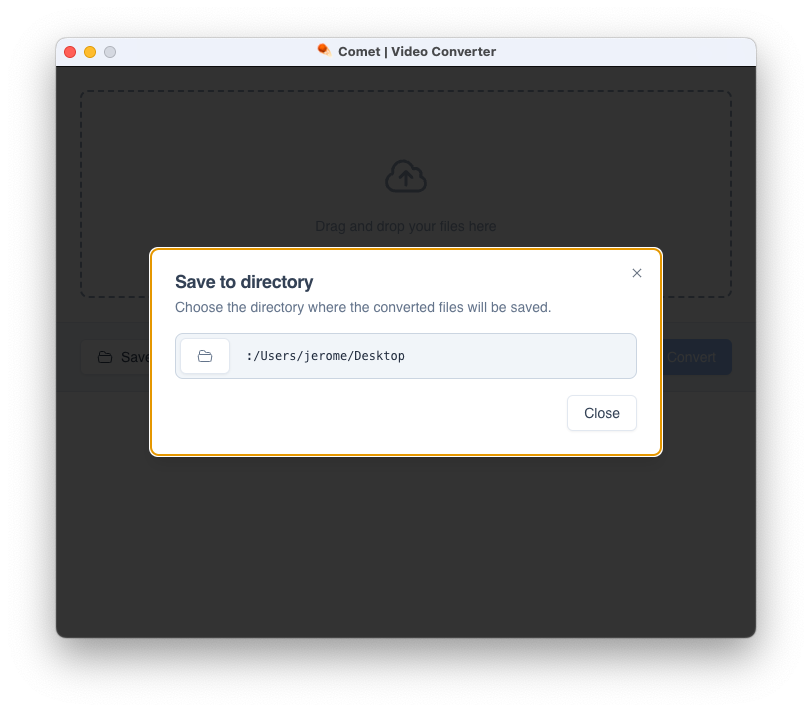 Comet | Video Converter
Drag and drop your files here
Save to directory
Choose the directory where the converted files will be saved.
:/Users/jerome/Desktop
Save
Convert
Close